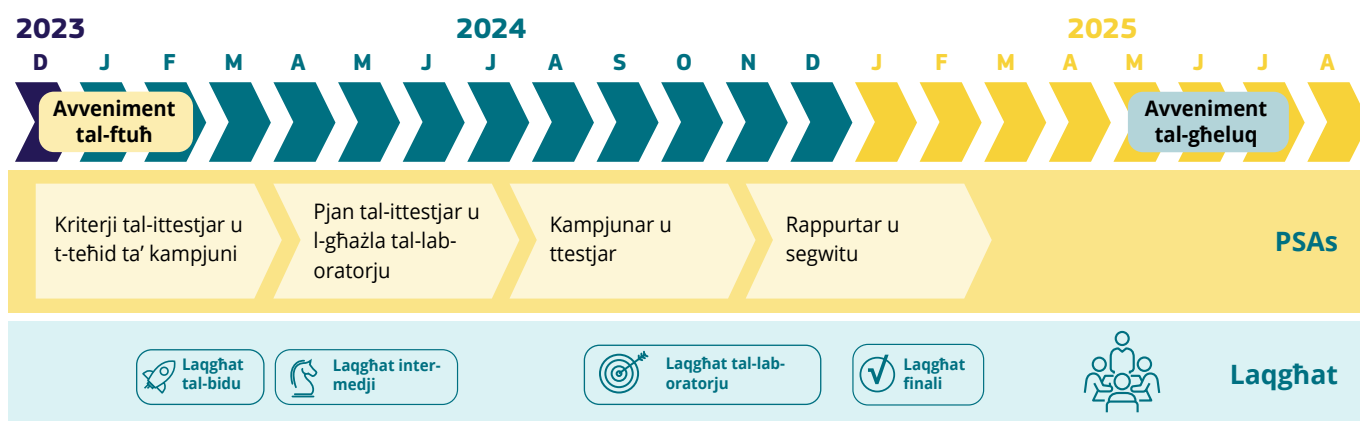 2023 2024 2025
D J F M A M J J A S O N D J F M A M J J A
Avveniment
tal-ftuħ
Avveniment
tal-għeluq
Kriterji tal-ittestjar u
t-teħid ta’ kampjuni
Pjan tal-ittestjar u
l-għażla tal-lab-
oratorju
Kampjunar u
ttestjar
Rappurtar u
segwitu
PSAs
Laqgħat
tal-bidu
Laqgħat inter-
medji
Laqgħat tal-lab-
oratorju
Laqgħat
finali
Laqgħat